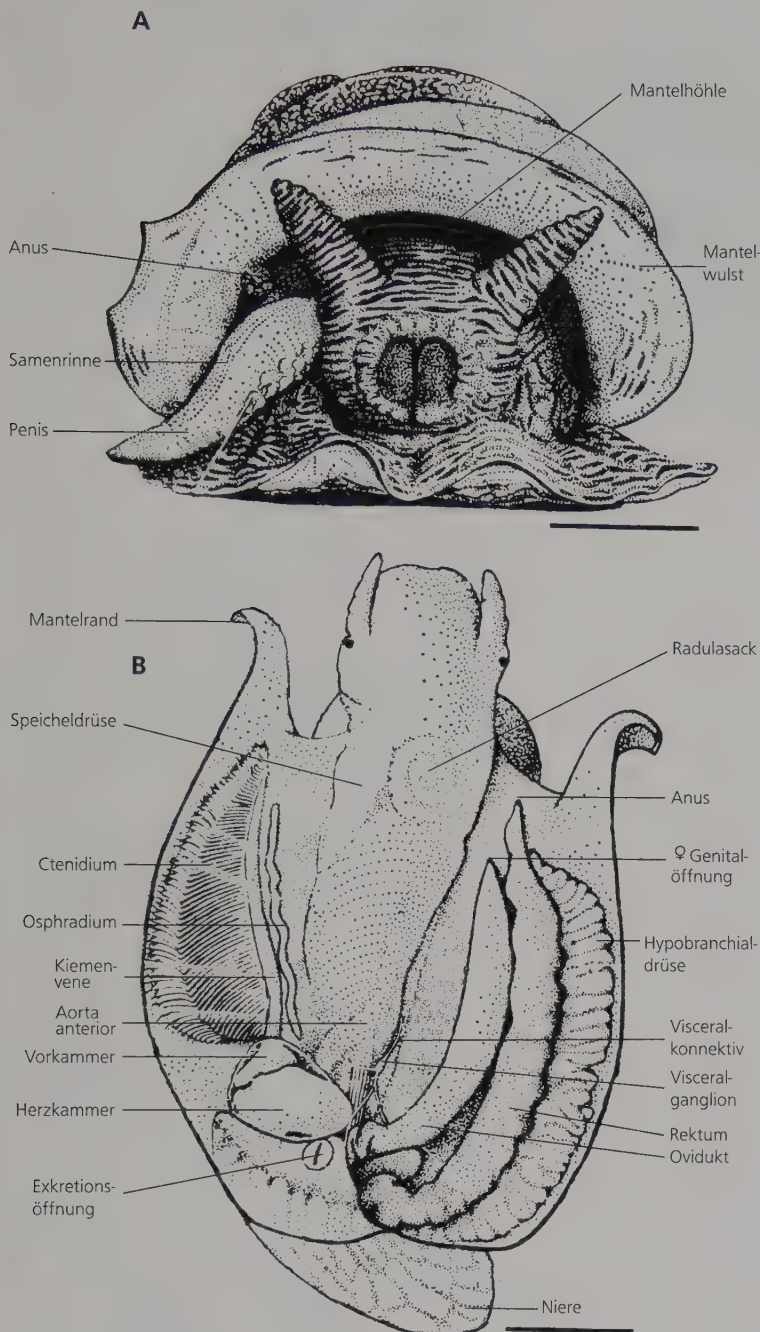 A
Mantelhöhle
Anus
Mantel-
wulst
Samenrinne
Penis
Mantelrand
B
Radulasack
Speicheldrüse
Anus
Ctenidium
♀ Genital-
öffnung
Osphradium
Hypobranchial-
drüse
Kiemen-
vene
Aorta
anterior
Visceral-
konnektiv
Vorkammer
Visceral-
ganglion
Herzkammer
Rektum
Ovidukt
Exkretions-
öffnung
Niere